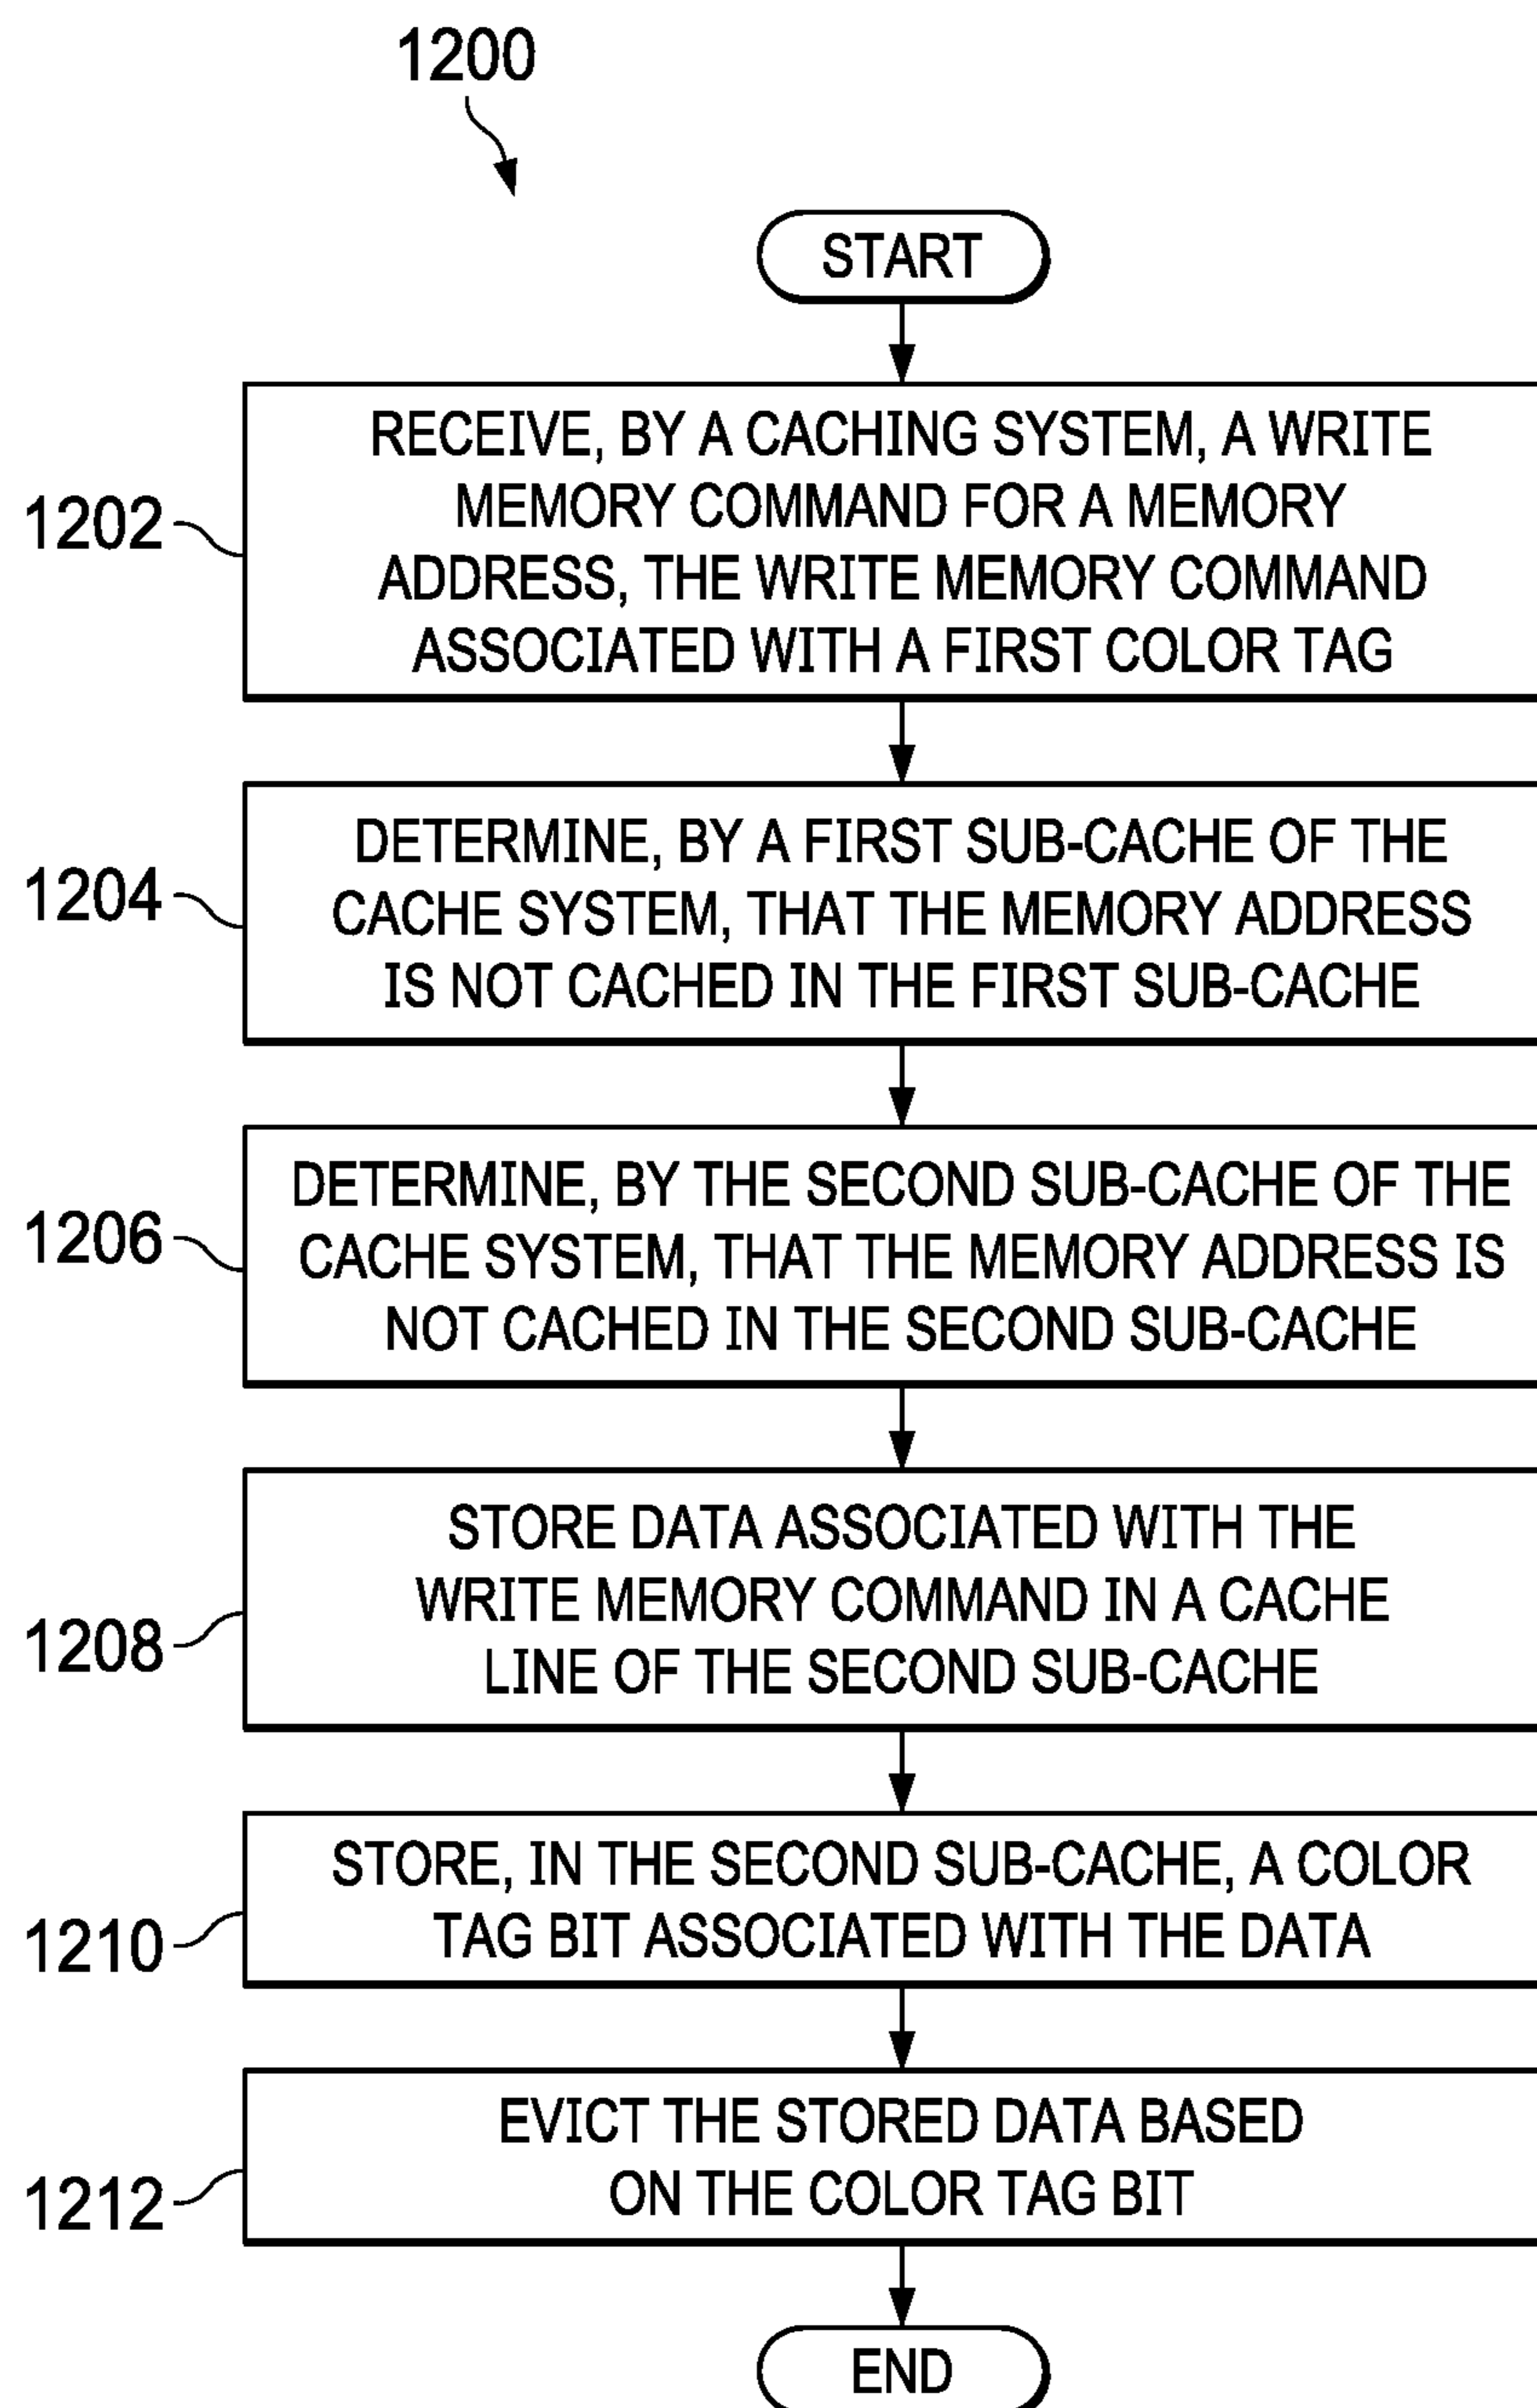 1200
START
1202
RECEIVE, BY A CACHING SYSTEM, A WRITE
MEMORY COMMAND FOR A MEMORY
ADDRESS, THE WRITE MEMORY COMMAND
ASSOCIATED WITH A FIRST COLOR TAG
1204
DETERMINE, BY A FIRST SUB-CACHE OF THE
CACHE SYSTEM, THAT THE MEMORY ADDRESS
IS NOT CACHED IN THE FIRST SUB-CACHE
1206
DETERMINE, BY THE SECOND SUB-CACHE OF THE
CACHE SYSTEM, THAT THE MEMORY ADDRESS IS
NOT CACHED IN THE SECOND SUB-CACHE
1208
STORE DATA ASSOCIATED WITH THE
WRITE MEMORY COMMAND IN A CACHE
LINE OF THE SECOND SUB-CACHE
1210
STORE, IN THE SECOND SUB-CACHE, A COLOR
TAG BIT ASSOCIATED WITH THE DATA
1212
EVICT THE STORED DATA BASED
ON THE COLOR TAG BIT
END